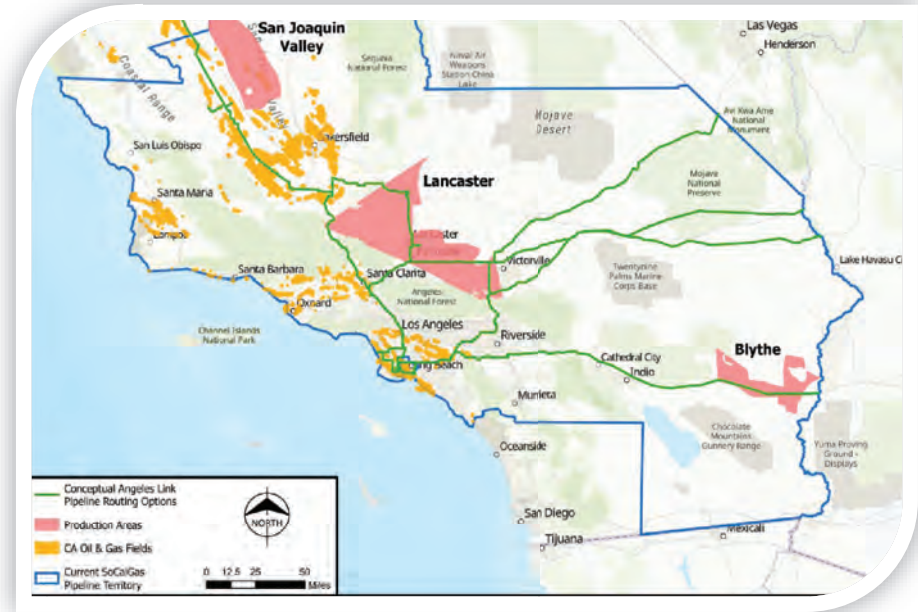 San Joaquin
Valley
Las Vegas
Henderson
Sequoia
National Forest
Naval Air
Weapons
Station China
Lake
Coastal Range
Valley
Mojave
Desert
Avi Kwa Ame
National
Monument
San Luis Obispo
Mojave
National
Preserve
Lancaster
Santa Maria
Lake Havasu C
Victorville
Santa Barbara
Santa Clarita
Twentynine
Palms Marine
Corps Base
Angeles
National Forest
Oxnard
Channel Islands
National Park
Los Angeles
Riverside
Blythe
Cathedral City
Indio
Long Beach
Murrieta
Chocolate
Mountains
Gunnery Range
Yuma Proving
Ground -
Displays
Oceanside
San Diego
Mexicali
Tijuana
Conceptual Angeles Link
Pipeline Routing Options
Production Areas
CA Oil & Gas Fields
Current SoCalGas
Pipeline Territory
NORTH
0 12.5 25 50
Miles